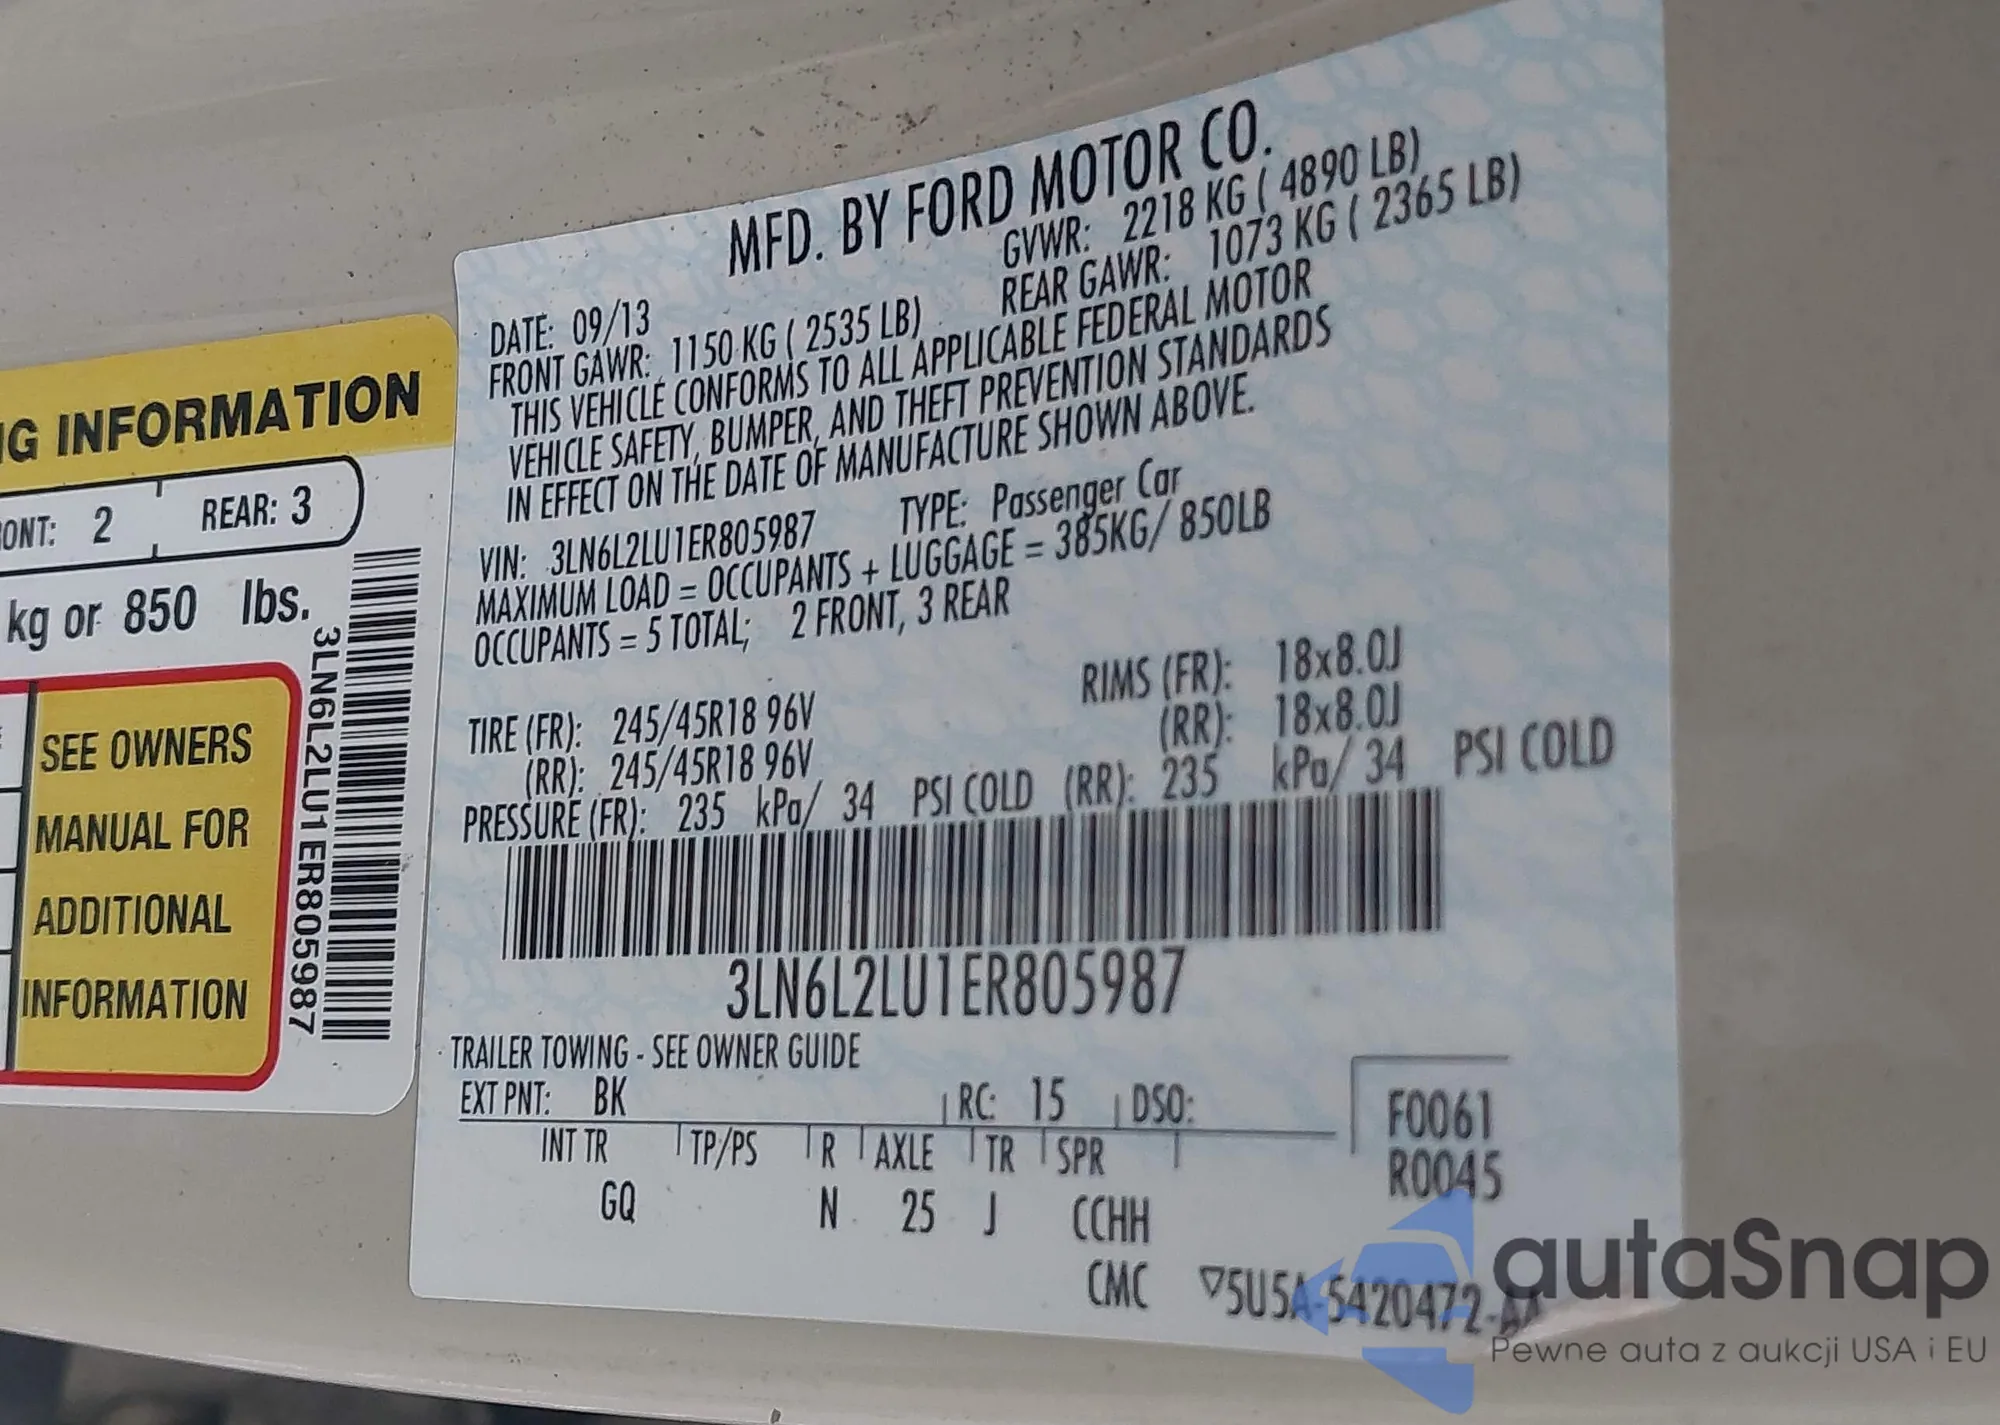 MFD. BY FORD MOTOR CO.
DATE: 09/13
GVWR: 2218 KG ( 4890 LB)
FRONT GAWR: 1150 KG ( 2535 LB)
REAR GAWR: 1073 KG ( 2365 LB)
THIS VEHICLE CONFORMS TO ALL APPLICABLE FEDERAL MOTOR
VEHICLE SAFETY, BUMPER, AND THEFT PREVENTION STANDARDS
IN EFFECT ON THE DATE OF MANUFACTURE SHOWN ABOVE.
VIN: 3LN6L2LU1ER805987 TYPE: Passenger Car
MAXIMUM LOAD = OCCUPANTS + LUGGAGE = 385KG/ 850LB
OCCUPANTS = 5 TOTAL; 2 FRONT, 3 REAR
TIRE (FR): 245/45R18 96V RIMS (FR): 18x8.0J
(RR): 245/45R18 96V (RR): 18x8.0J
PRESSURE (FR): 235 kPa/ 34 PSI COLD (RR): 235 kPa/ 34 PSI COLD
3LN6L2LU1ER805987
TRAILER TOWING - SEE OWNER GUIDE
EXT PNT: BK RC: 15 DSO:
INT TR TP/PS R AXLE TR SPR
GQ N 25 J CCHH
F0061
R0045
CMC ▽5U5A-5420472-AA
INFORMATION
2 REAR: 3
kg or 850 lbs.
SEE OWNERS
MANUAL FOR
ADDITIONAL
INFORMATION
3LN6L2LU1ER805987
autaSnap
Pewne auta z aukcji USA i EU